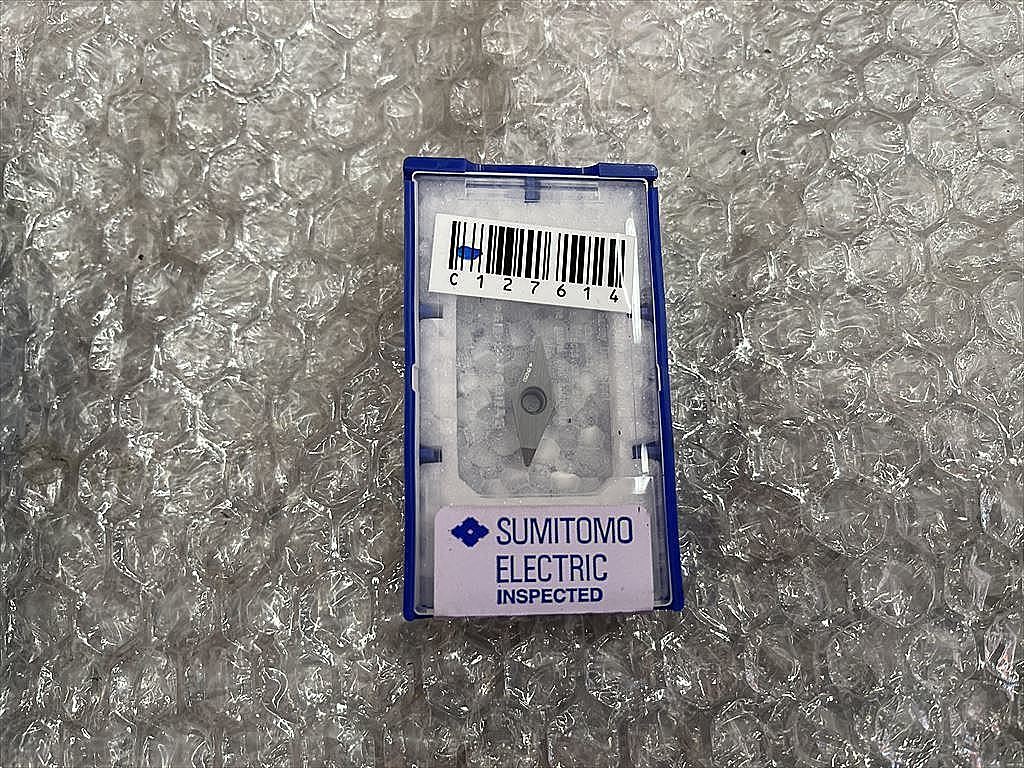 C127614
SUMITOMO
ELECTRIC
INSPECTED